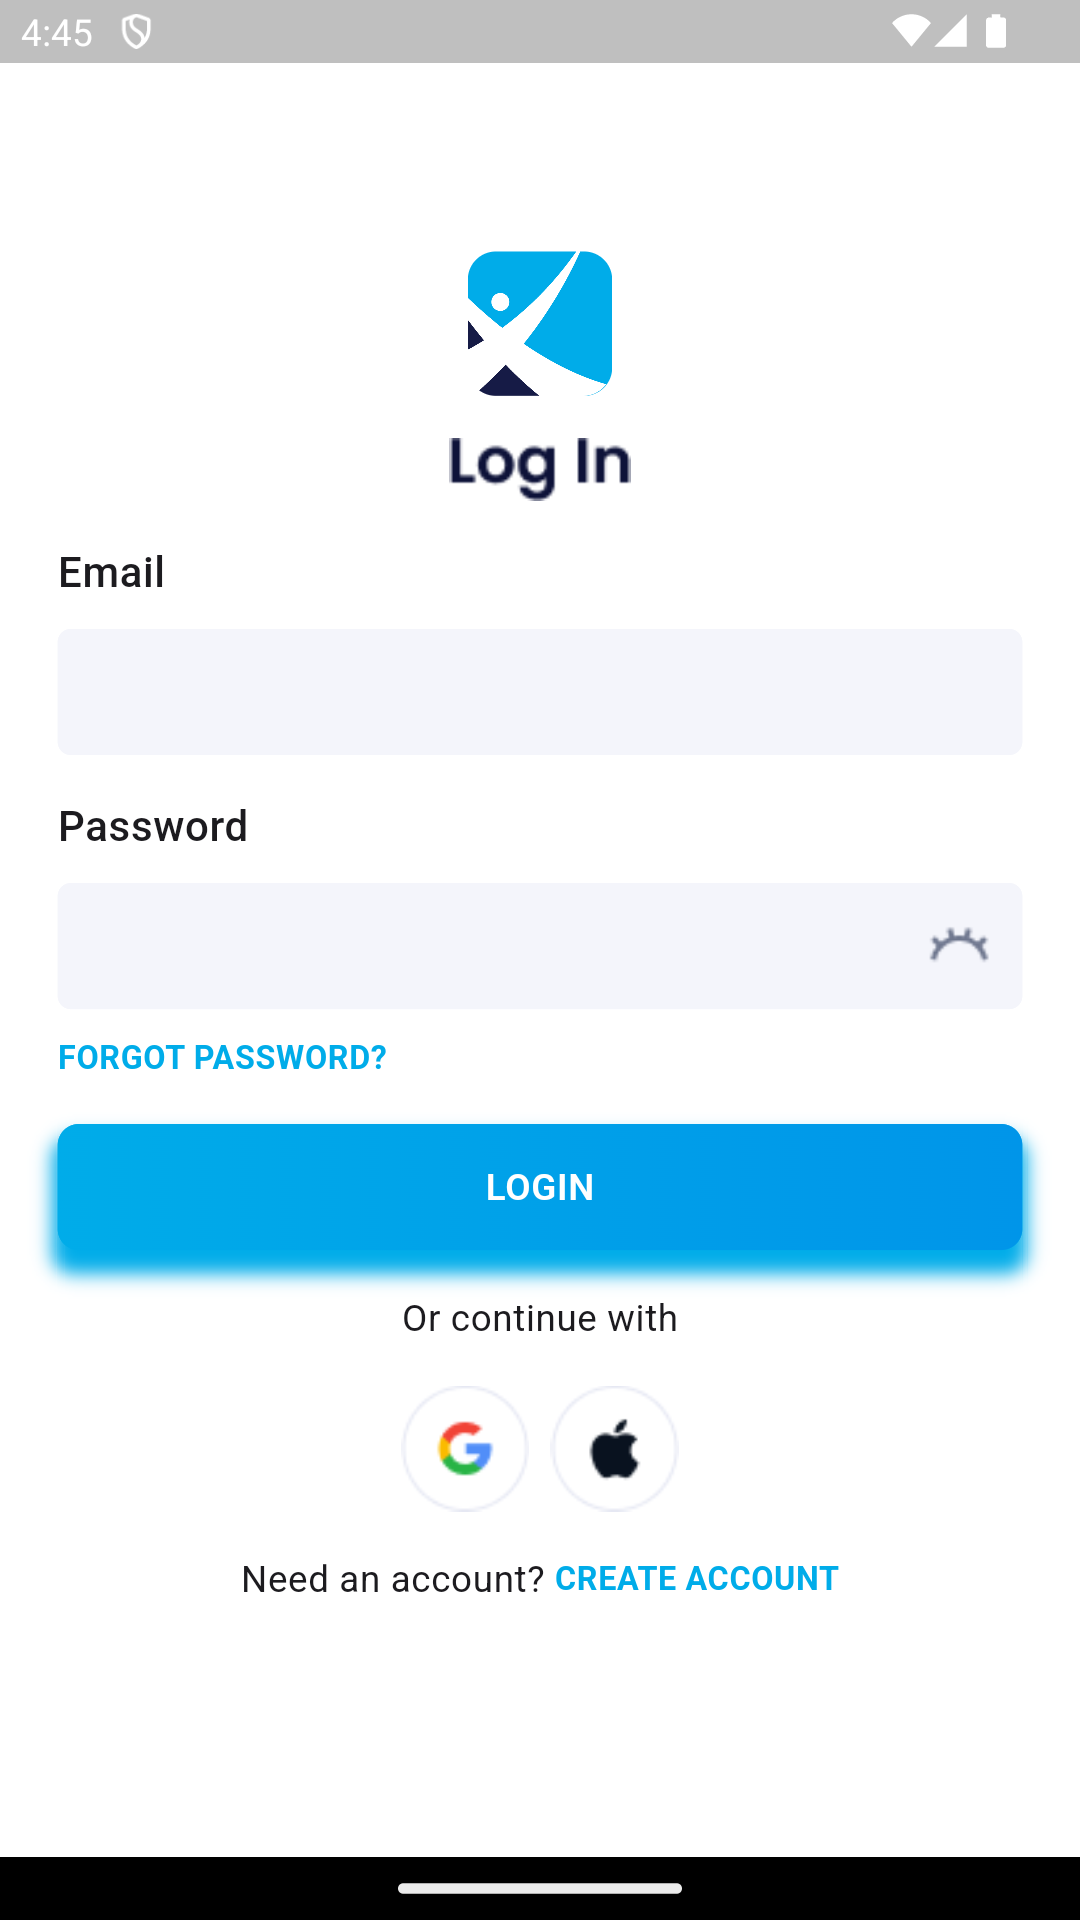 4:45
Log In
Email
Password
FORGOT PASSWORD?
LOGIN
Or continue with
Need an account? CREATE ACCOUNT